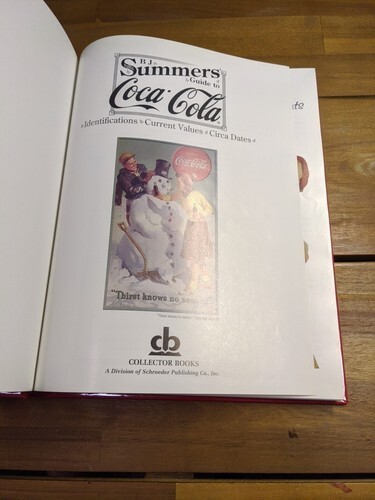 B J
Summers'
Guide to
Coca-Cola
Identifications Current Values Circa Dates
Coca-Cola
"Thirst knows no
cb
COLLECTOR BOOKS
A Division of Schroeder Publishing Co., Inc.